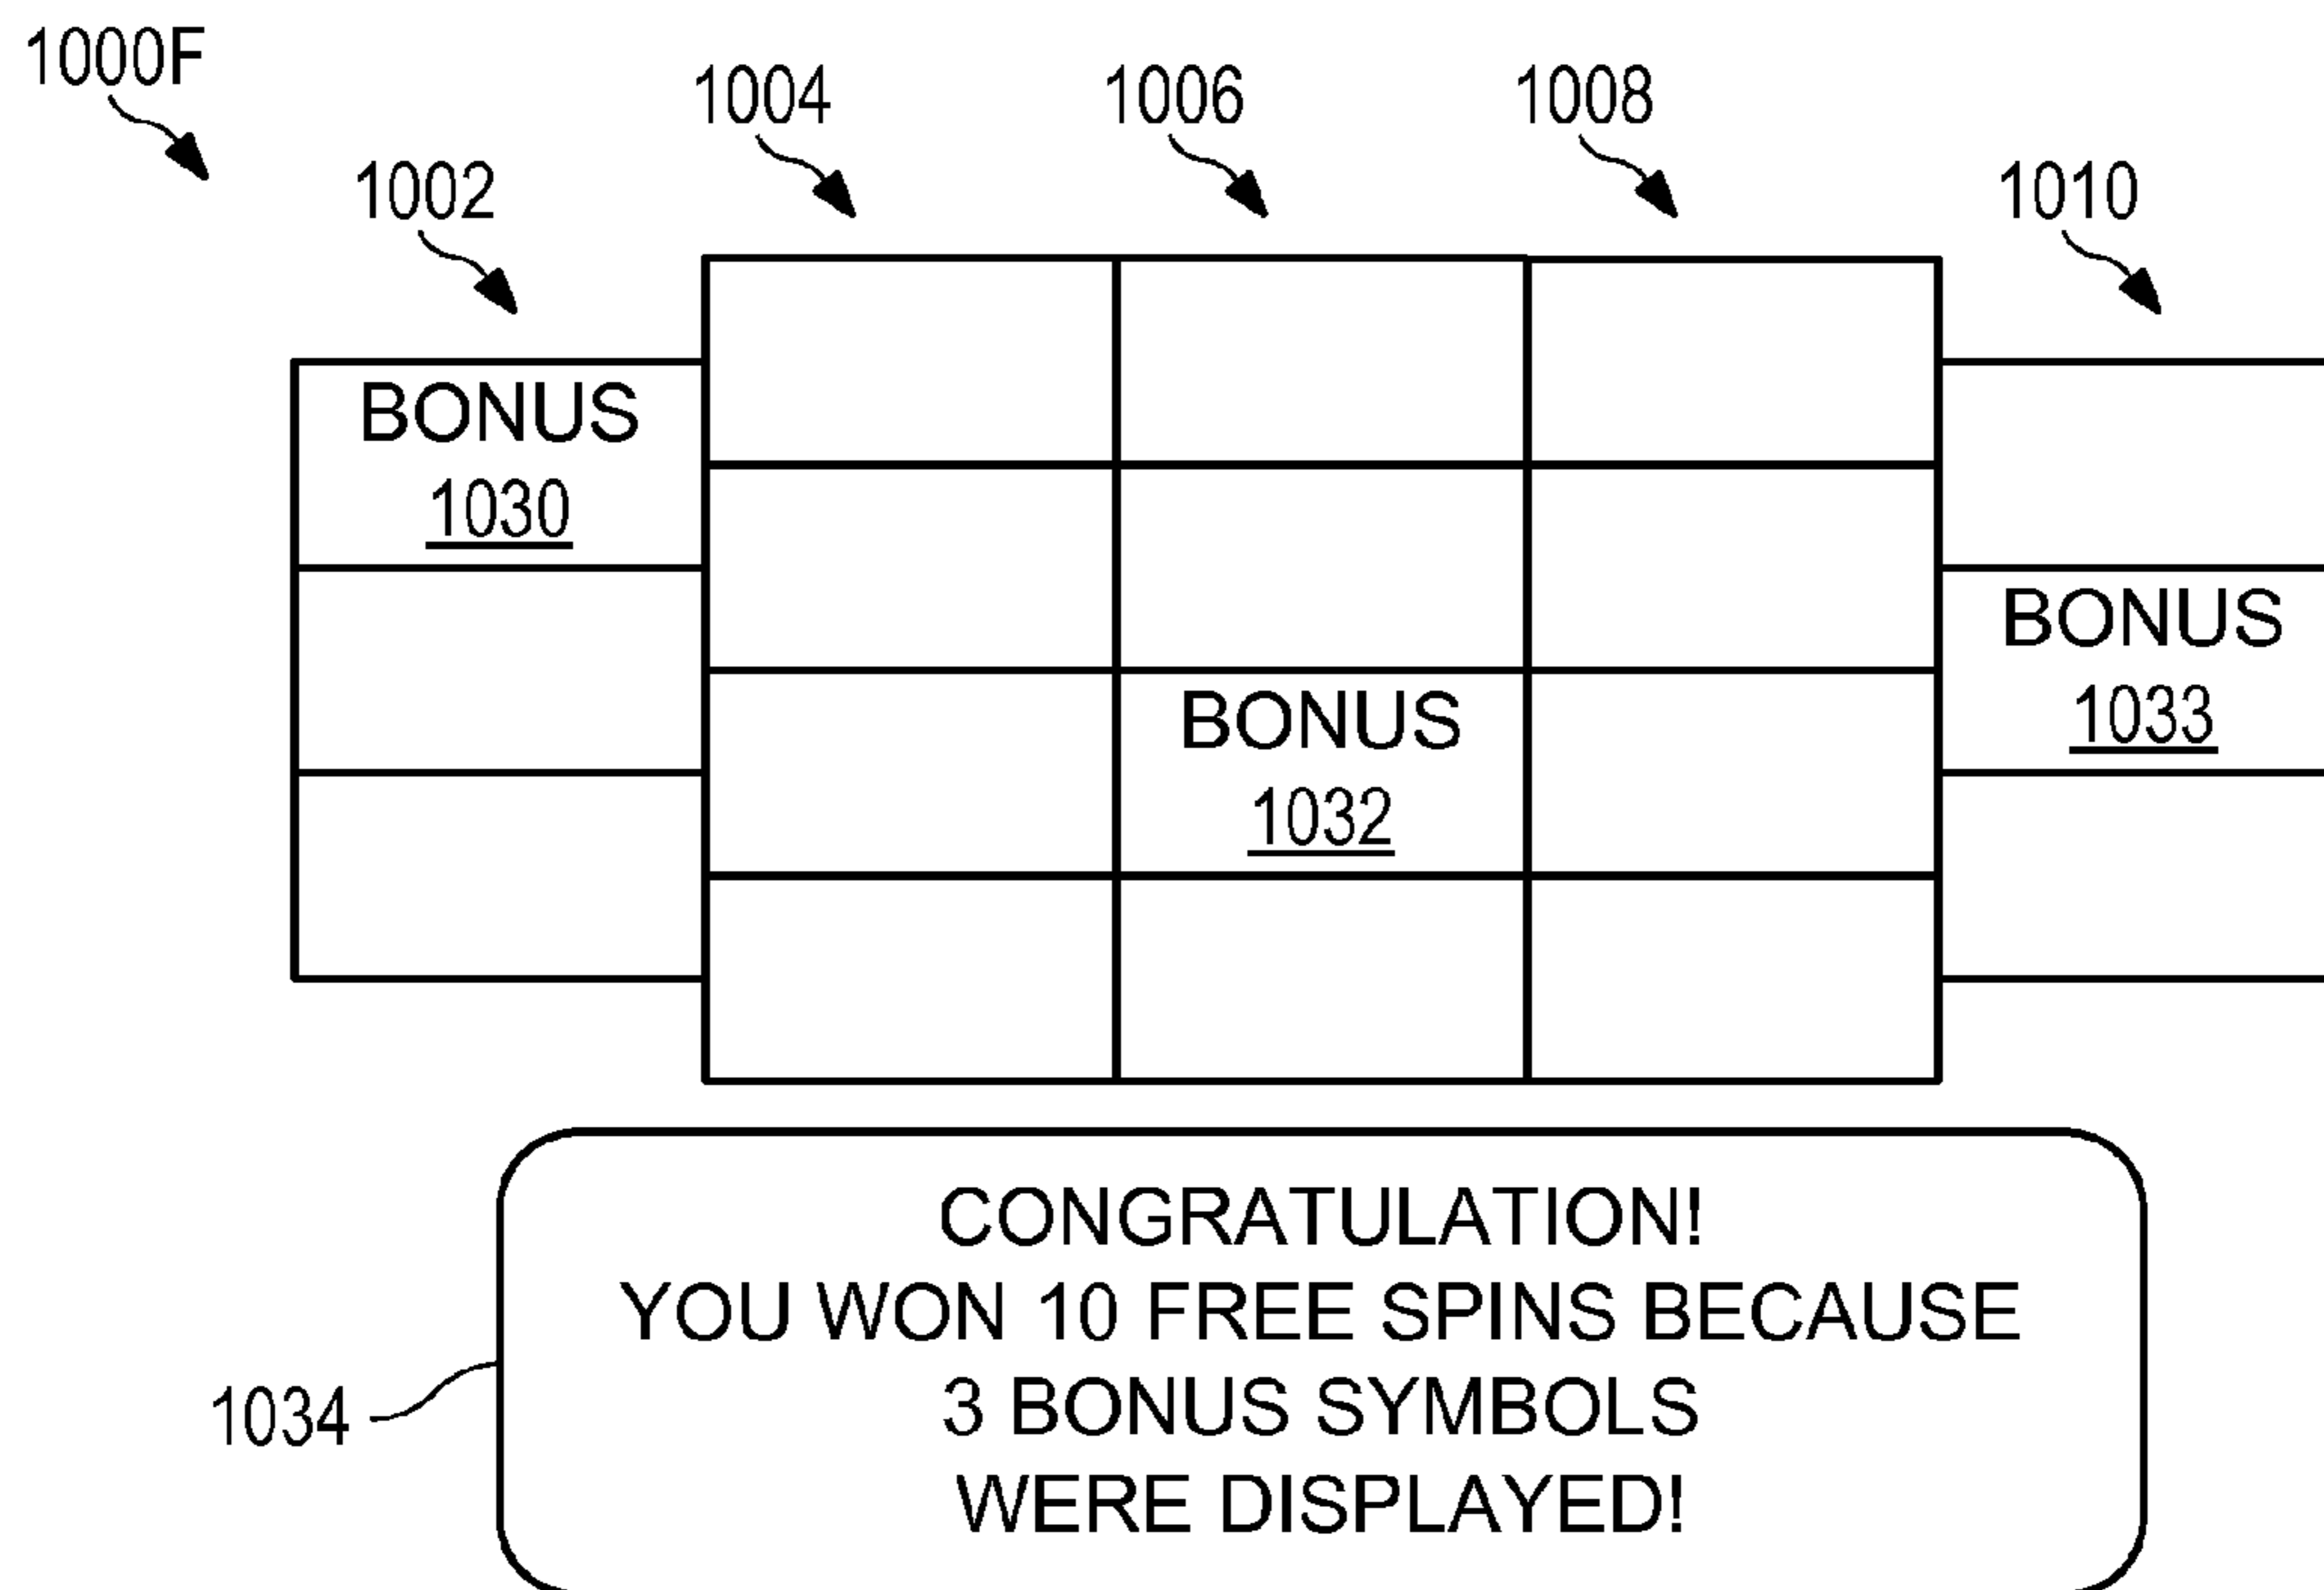 1000F
1004
1006
1008
1002
1010
BONUS
1030
BONUS
1033
BONUS
1032
CONGRATULATION!
YOU WON 10 FREE SPINS BECAUSE
3 BONUS SYMBOLS
WERE DISPLAYED!
1034